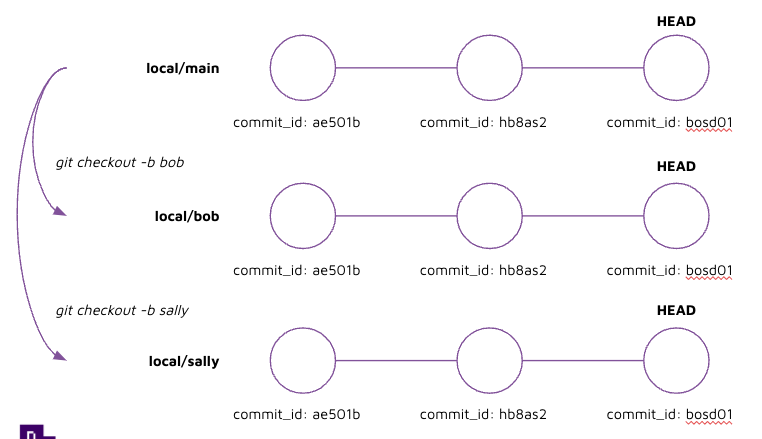 HEAD
local/main
commit_id: ae501b commit_id: hb8as2 commit_id: bosd01
git checkout -b bob
HEAD
local/bob
commit_id: ae501b commit_id: hb8as2 commit_id: bosd01
git checkout -b sally
HEAD
local/sally
commit_id: ae501b commit_id: hb8as2 commit_id: bosd01